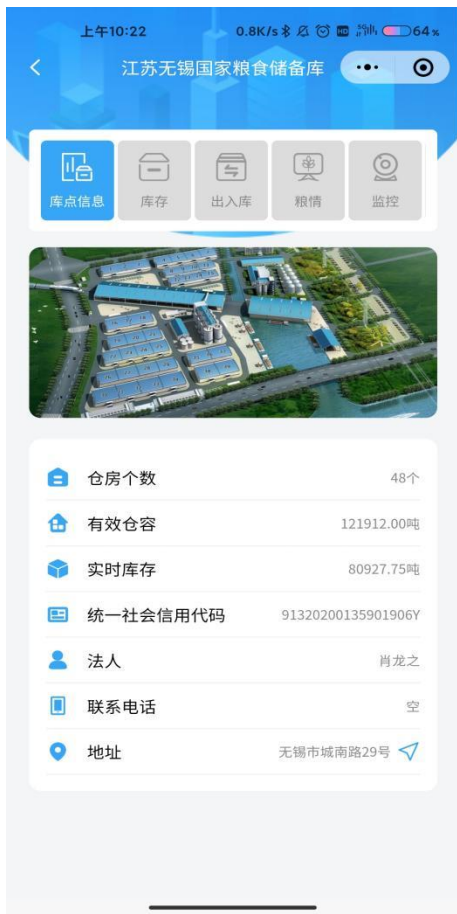 上午10:22
0.8K/s
HD
5G
64%
江苏无锡国家粮食储备库
库点信息
库存
出入库
粮情
监控
仓房个数 48个
有效仓容 121912.00吨
实时库存 80927.75吨
统一社会信用代码 91320200135901906Y
法人 肖龙之
联系电话 空
地址 无锡市城南路29号